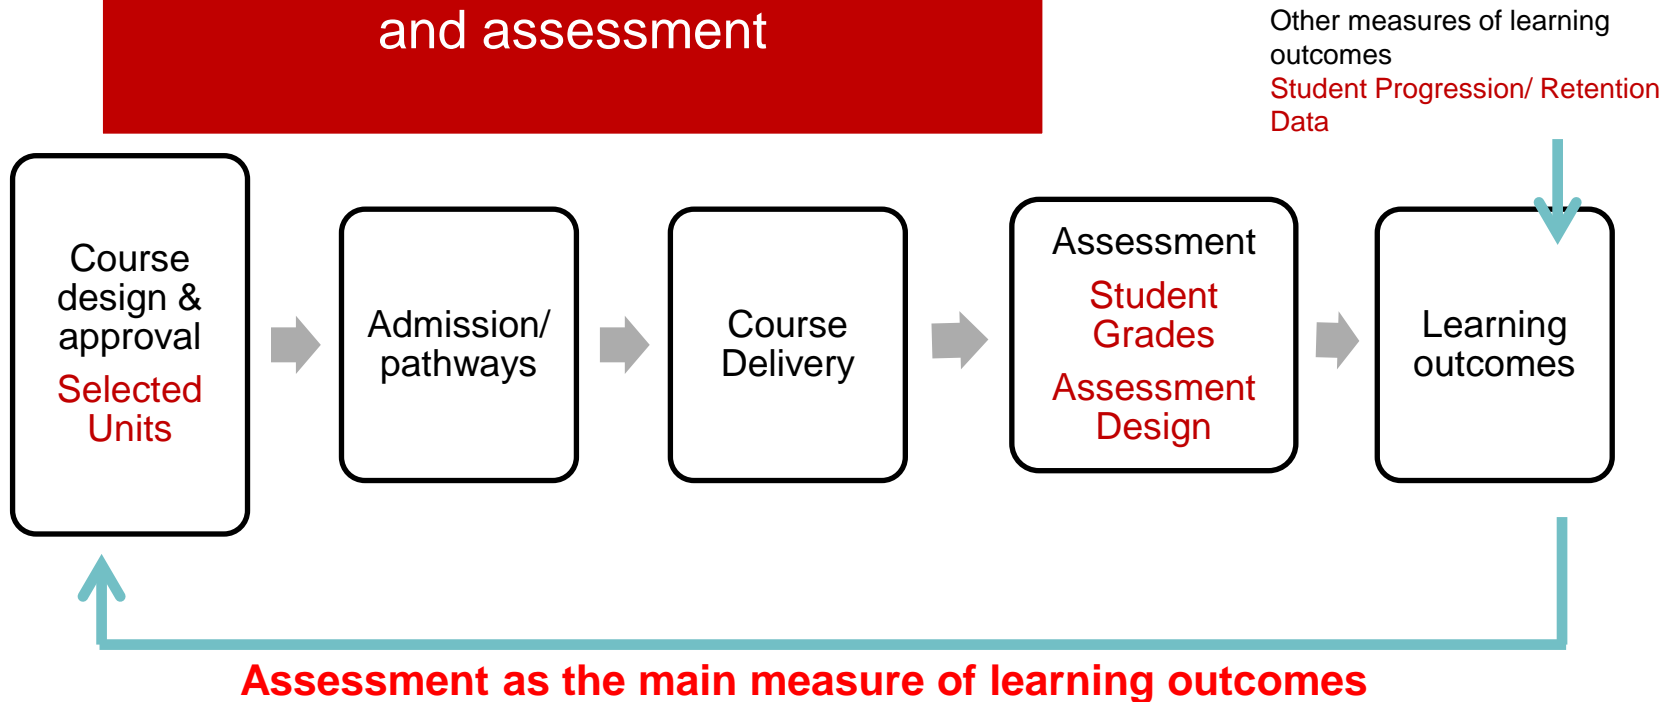 and assessment
Other measures of learning
outcomes
Student Progression/ Retention
Data
Course
design &
approval
Selected
Units
Admission/
pathways
Course
Delivery
Assessment
Student
Grades
Assessment
Design
Learning
outcomes
Assessment as the main measure of learning outcomes